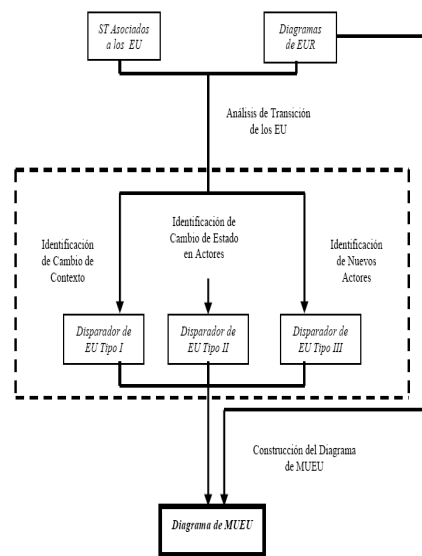 ST Asociados
a los EU
Diagramas
de EUR
Análisis de Transición
de los EU
Identificación
de Cambio de
Contexto
Identificación de
Cambio de Estado
en Actores
Identificación
de Nuevos
Actores
Disparador de
EU Tipo I
Disparador de
EU Tipo II
Disparador de
EU Tipo III
Construcción del Diagrama
de MUEU
Diagrama de MUEU